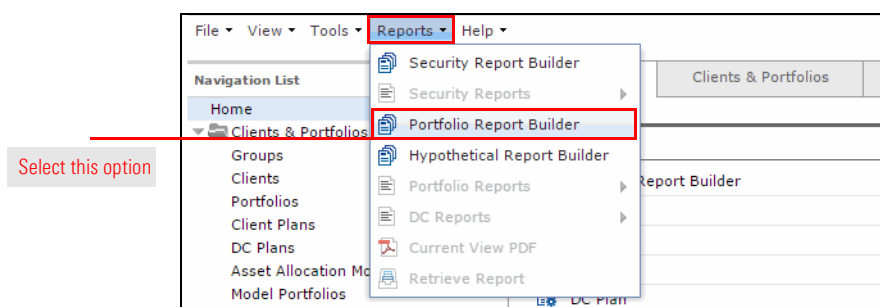 File View Tools Reports Help
Navigation List
Home
Clients & Portfolios
Groups
Clients
Portfolios
Client Plans
DC Plans
Asset Allocation Mo
Model Portfolios
Security Report Builder
Security Reports
Portfolio Report Builder
Hypothetical Report Builder
Portfolio Reports
DC Reports
Current View PDF
Retrieve Report
Clients & Portfolios
Report Builder
DC Plan
Select this option